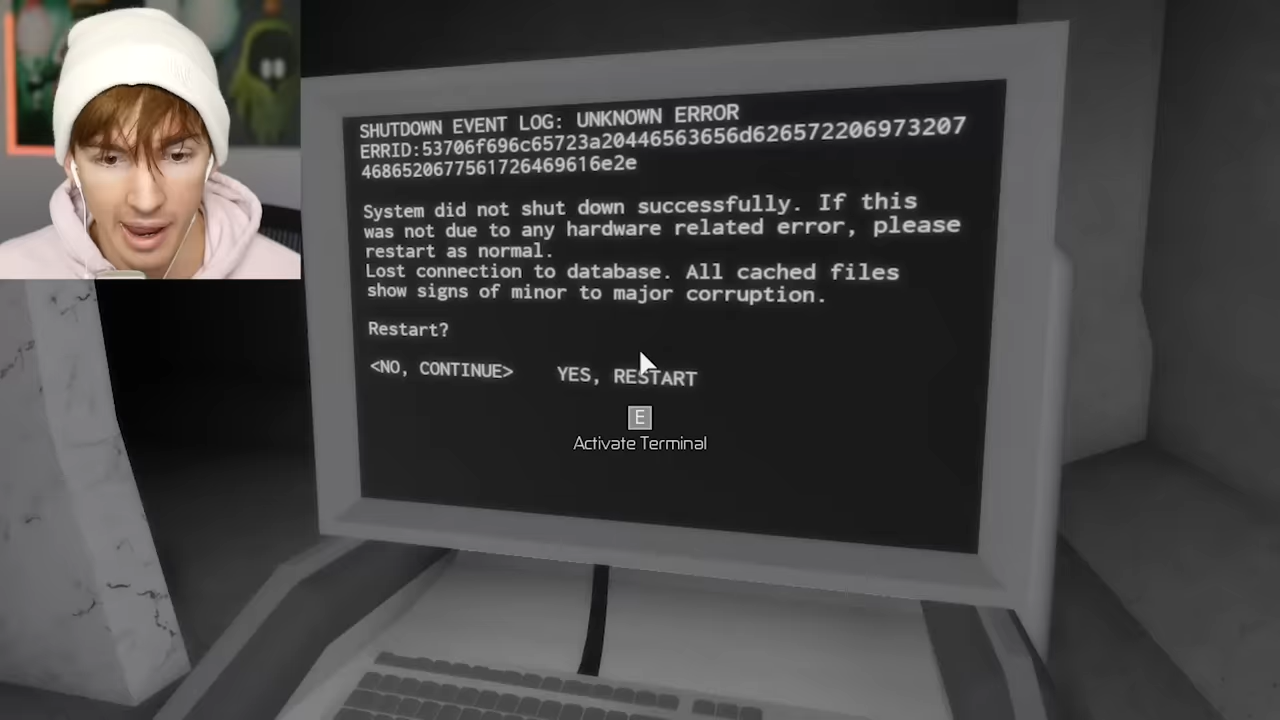 SHUTDOWN EVENT LOG: UNKNOWN ERROR
ERRID:53706f696c65723a20446563656d626572206973207
468652067756172​6469616e2e
System did not shut down successfully. If this
was not due to any hardware related error, please
restart as normal.
Lost connection to database. All cached files
show signs of minor to major corruption.
Restart?
<NO, CONTINUE> YES, RESTART
E
Activate Terminal